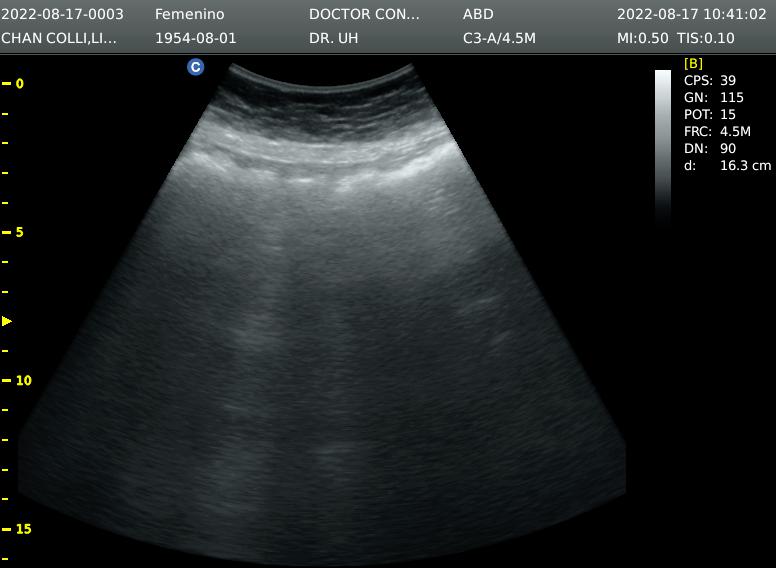 2022-08-17-0003 Femenino DOCTOR CON... ABD 2022-08-17 10:41:02
CHAN COLLI,LI... 1954-08-01 DR. UH C3-A/4.5M MI:0.50 TIS:0.10
C
[B]
CPS: 39
GN: 115
POT: 15
FRC: 4.5M
DN: 90
d: 16.3 cm
0
5
10
15